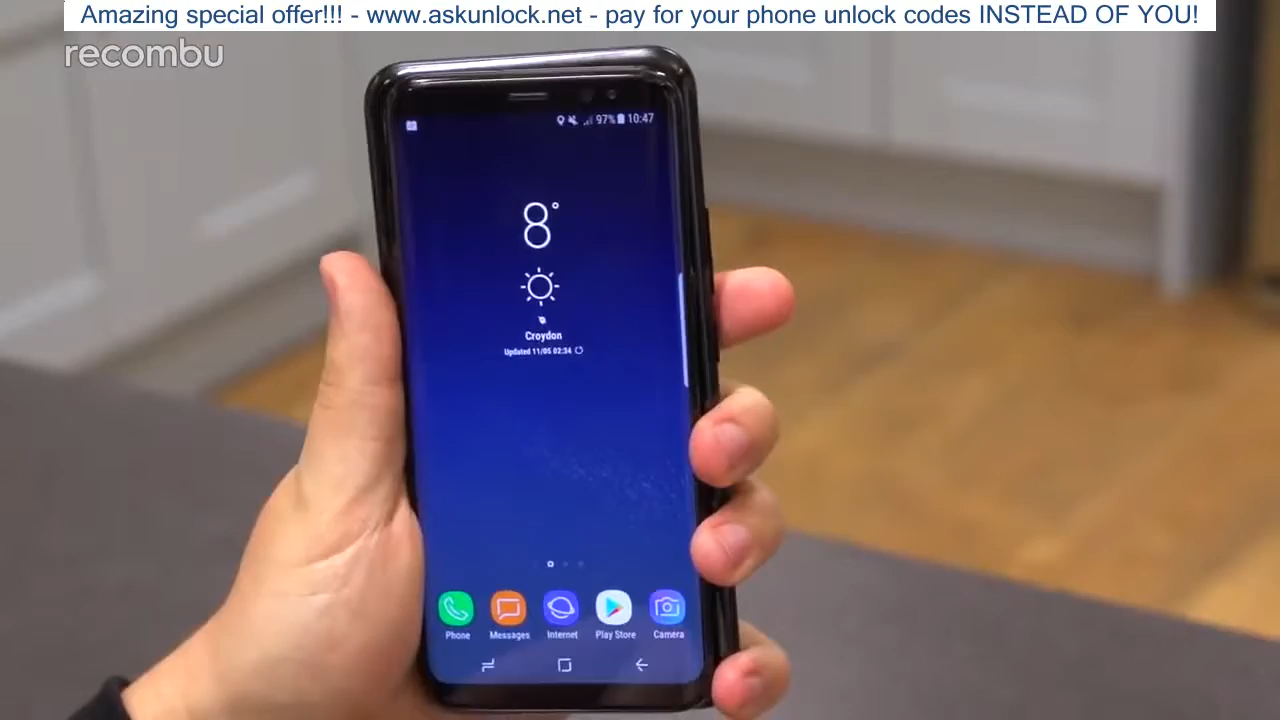 Amazing special offer!!! - www.askunlock.net - pay for your phone unlock codes INSTEAD OF YOU!
recombu
97% 10:47
8°
Croydon
Updated 11/05 02:34
Phone Messages Internet Play Store Camera